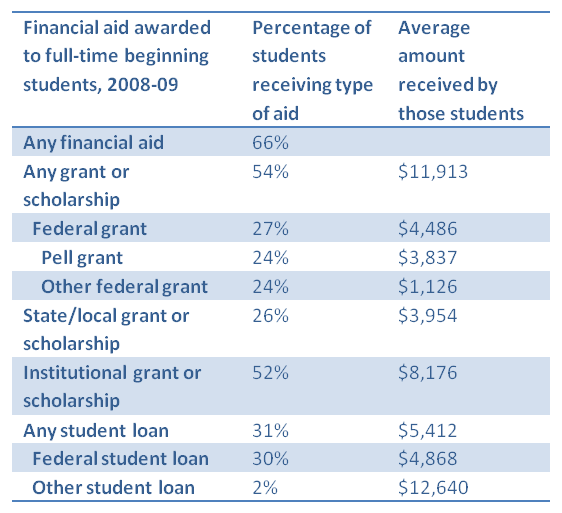 Financial aid awarded to full-time beginning students, 2008-09 Percentage of students receiving type of aid Average amount received by those students
Any financial aid 66%
Any grant or scholarship 54% $11,913
Federal grant 27% $4,486
Pell grant 24% $3,837
Other federal grant 24% $1,126
State/local grant or scholarship 26% $3,954
Institutional grant or scholarship 52% $8,176
Any student loan 31% $5,412
Federal student loan 30% $4,868
Other student loan 2% $12,640